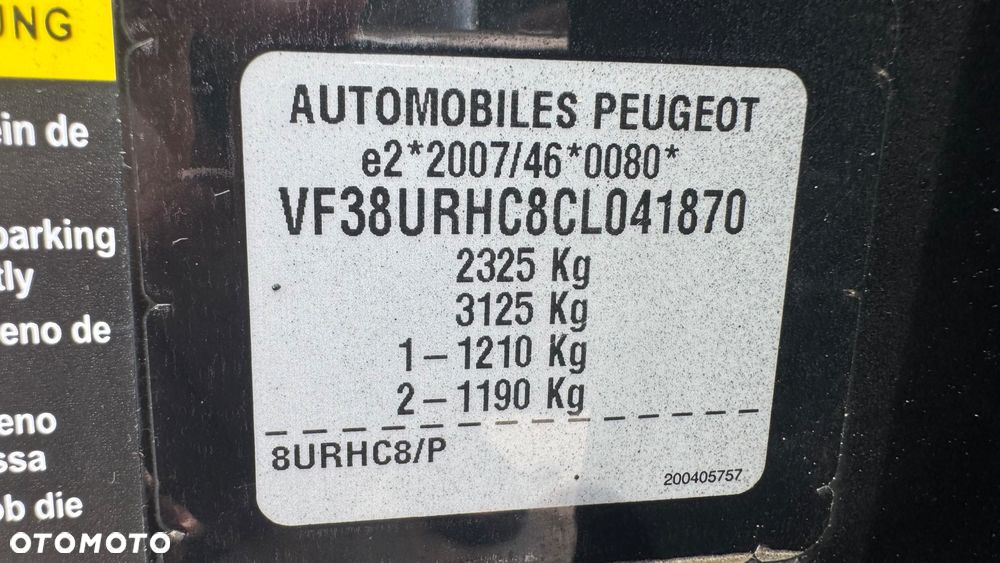 UNG
ein de
parking
tly
eno de
eno
ssa
ob die
AUTOMOBILES PEUGEOT
e2*2007/46*0080*
VF38URHC8CL041870
2325 Kg
3125 Kg
1-1210 Kg
2-1190 Kg
8URHC8/P
200405757
OTOMOTO